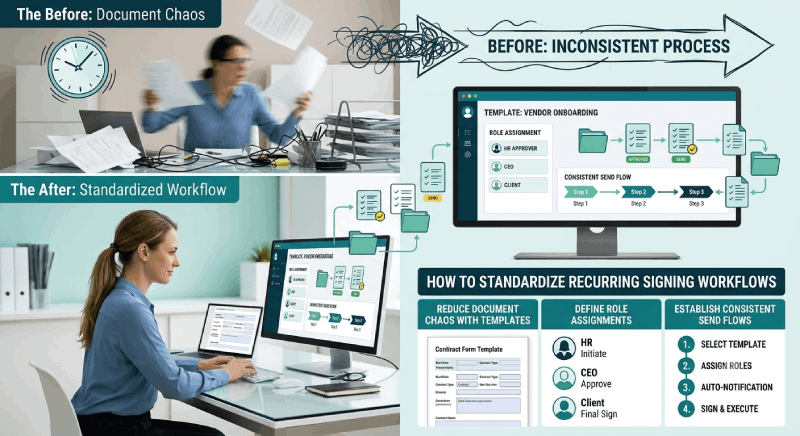 The Before: Document Chaos
The After: Standardized Workflow
TEMPLATE: VENDOR ONBOARDING
BEFORE: INCONSISTENT PROCESS
TEMPLATE: VENDOR ONBOARDING
ROLE ASSIGNMENT
HR APPROVER
CEO
CLIENT
APPROVED
SEND
SEND
CONSISTENT SEND FLOW
Step 1
Step 2
Step 3
Step 1
Step 2
Step 3
HOW TO STANDARDIZE RECURRING SIGNING WORKFLOWS
REDUCE DOCUMENT
CHAOS WITH TEMPLATES
Contract Form Template
DEFINE ROLE
ASSIGNMENTS
HR
Initiate
CEO
Approve
Client
Final Sign
ESTABLISH CONSISTENT
SEND FLOWS
1. SELECT TEMPLATE
2. ASSIGN ROLES
3. AUTO-NOTIFICATION
4. SIGN & EXECUTE